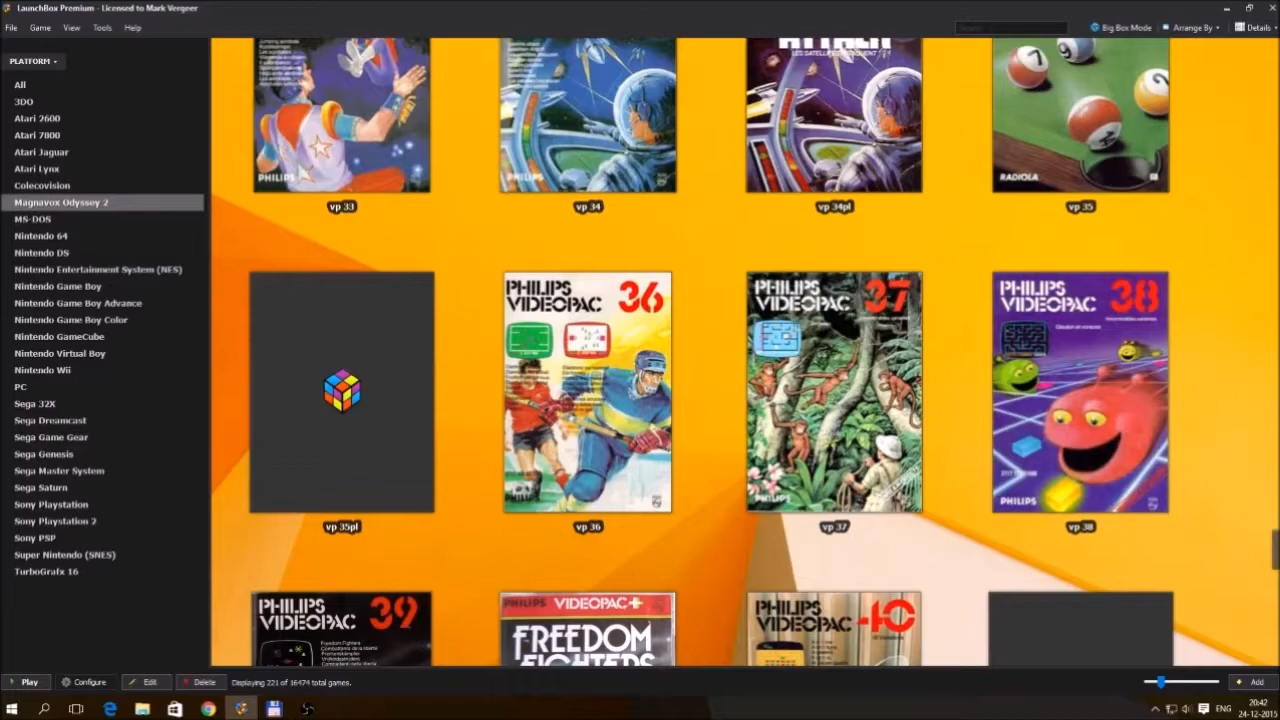 LaunchBox Premium - Licensed to Mark Vergeer
File Game View Tools Help
Big Box Mode Arrange By Details
PLATFORM
All
3DO
Atari 2600
Atari 7800
Atari Jaguar
Atari Lynx
Colecovision
Magnavox Odyssey 2
MS-DOS
Nintendo 64
Nintendo DS
Nintendo Entertainment System (NES)
Nintendo Game Boy
Nintendo Game Boy Advance
Nintendo Game Boy Color
Nintendo GameCube
Nintendo Virtual Boy
Nintendo Wii
PC
Sega 32X
Sega Dreamcast
Sega Game Gear
Sega Genesis
Sega Master System
Sega Saturn
Sony Playstation
Sony Playstation 2
Sony PSP
Super Nintendo (SNES)
TurboGrafx 16
PHILIPS
PHILIPS
ATTACK
PHILIPS
RADIOLA
vp 33
vp 34
vp 34pl
vp 35
PHILIPS VIDEOPAC 36
PHILIPS
PHILIPS VIDEOPAC 37
PHILIPS
PHILIPS VIDEOPAC 38
PHILIPS
vp 35pl
vp 36
vp 37
vp 38
PHILIPS VIDEOPAC 39
Freedom Fighters
PHILIPS VIDEOPAC+
FREEDOM
FIGHTERS
PHILIPS VIDEOPAC 40
Play Configure Edit Delete Displaying 221 of 16474 total games. Add
ENG 20:42
24-12-2015